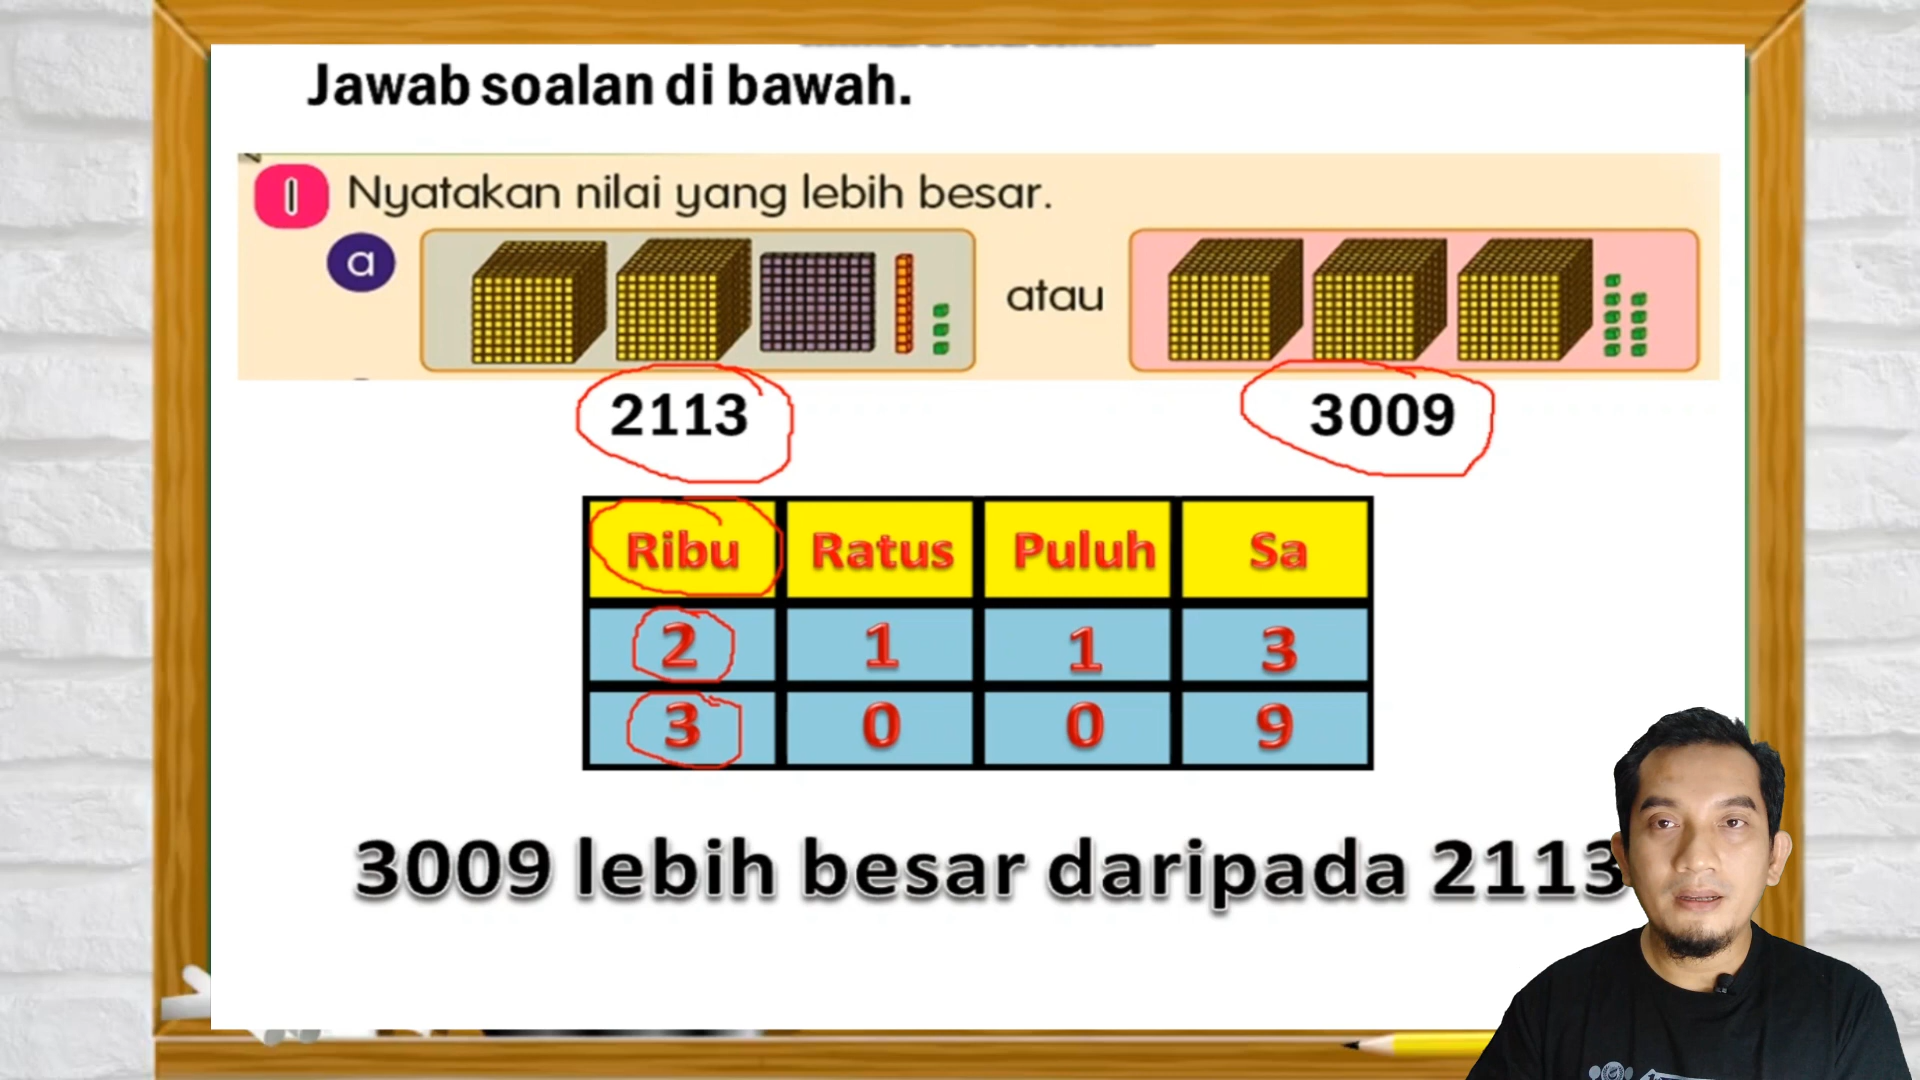 Jawab soalan di bawah.
1 Nyatakan nilai yang lebih besar.
a atau
2113 3009
Ribu Ratus Puluh Sa
2 1 1 3
3 0 0 9
3009 lebih besar daripada 2113